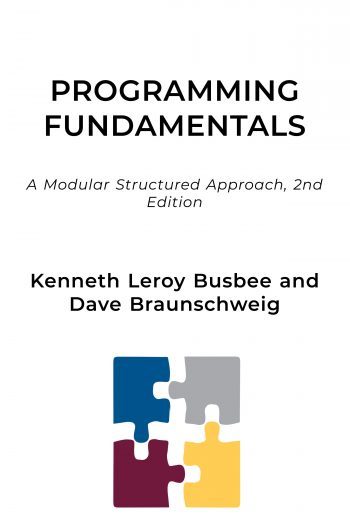 PROGRAMMING
FUNDAMENTALS
A Modular Structured Approach, 2nd
Edition
Kenneth Leroy Busbee and
Dave Braunschweig